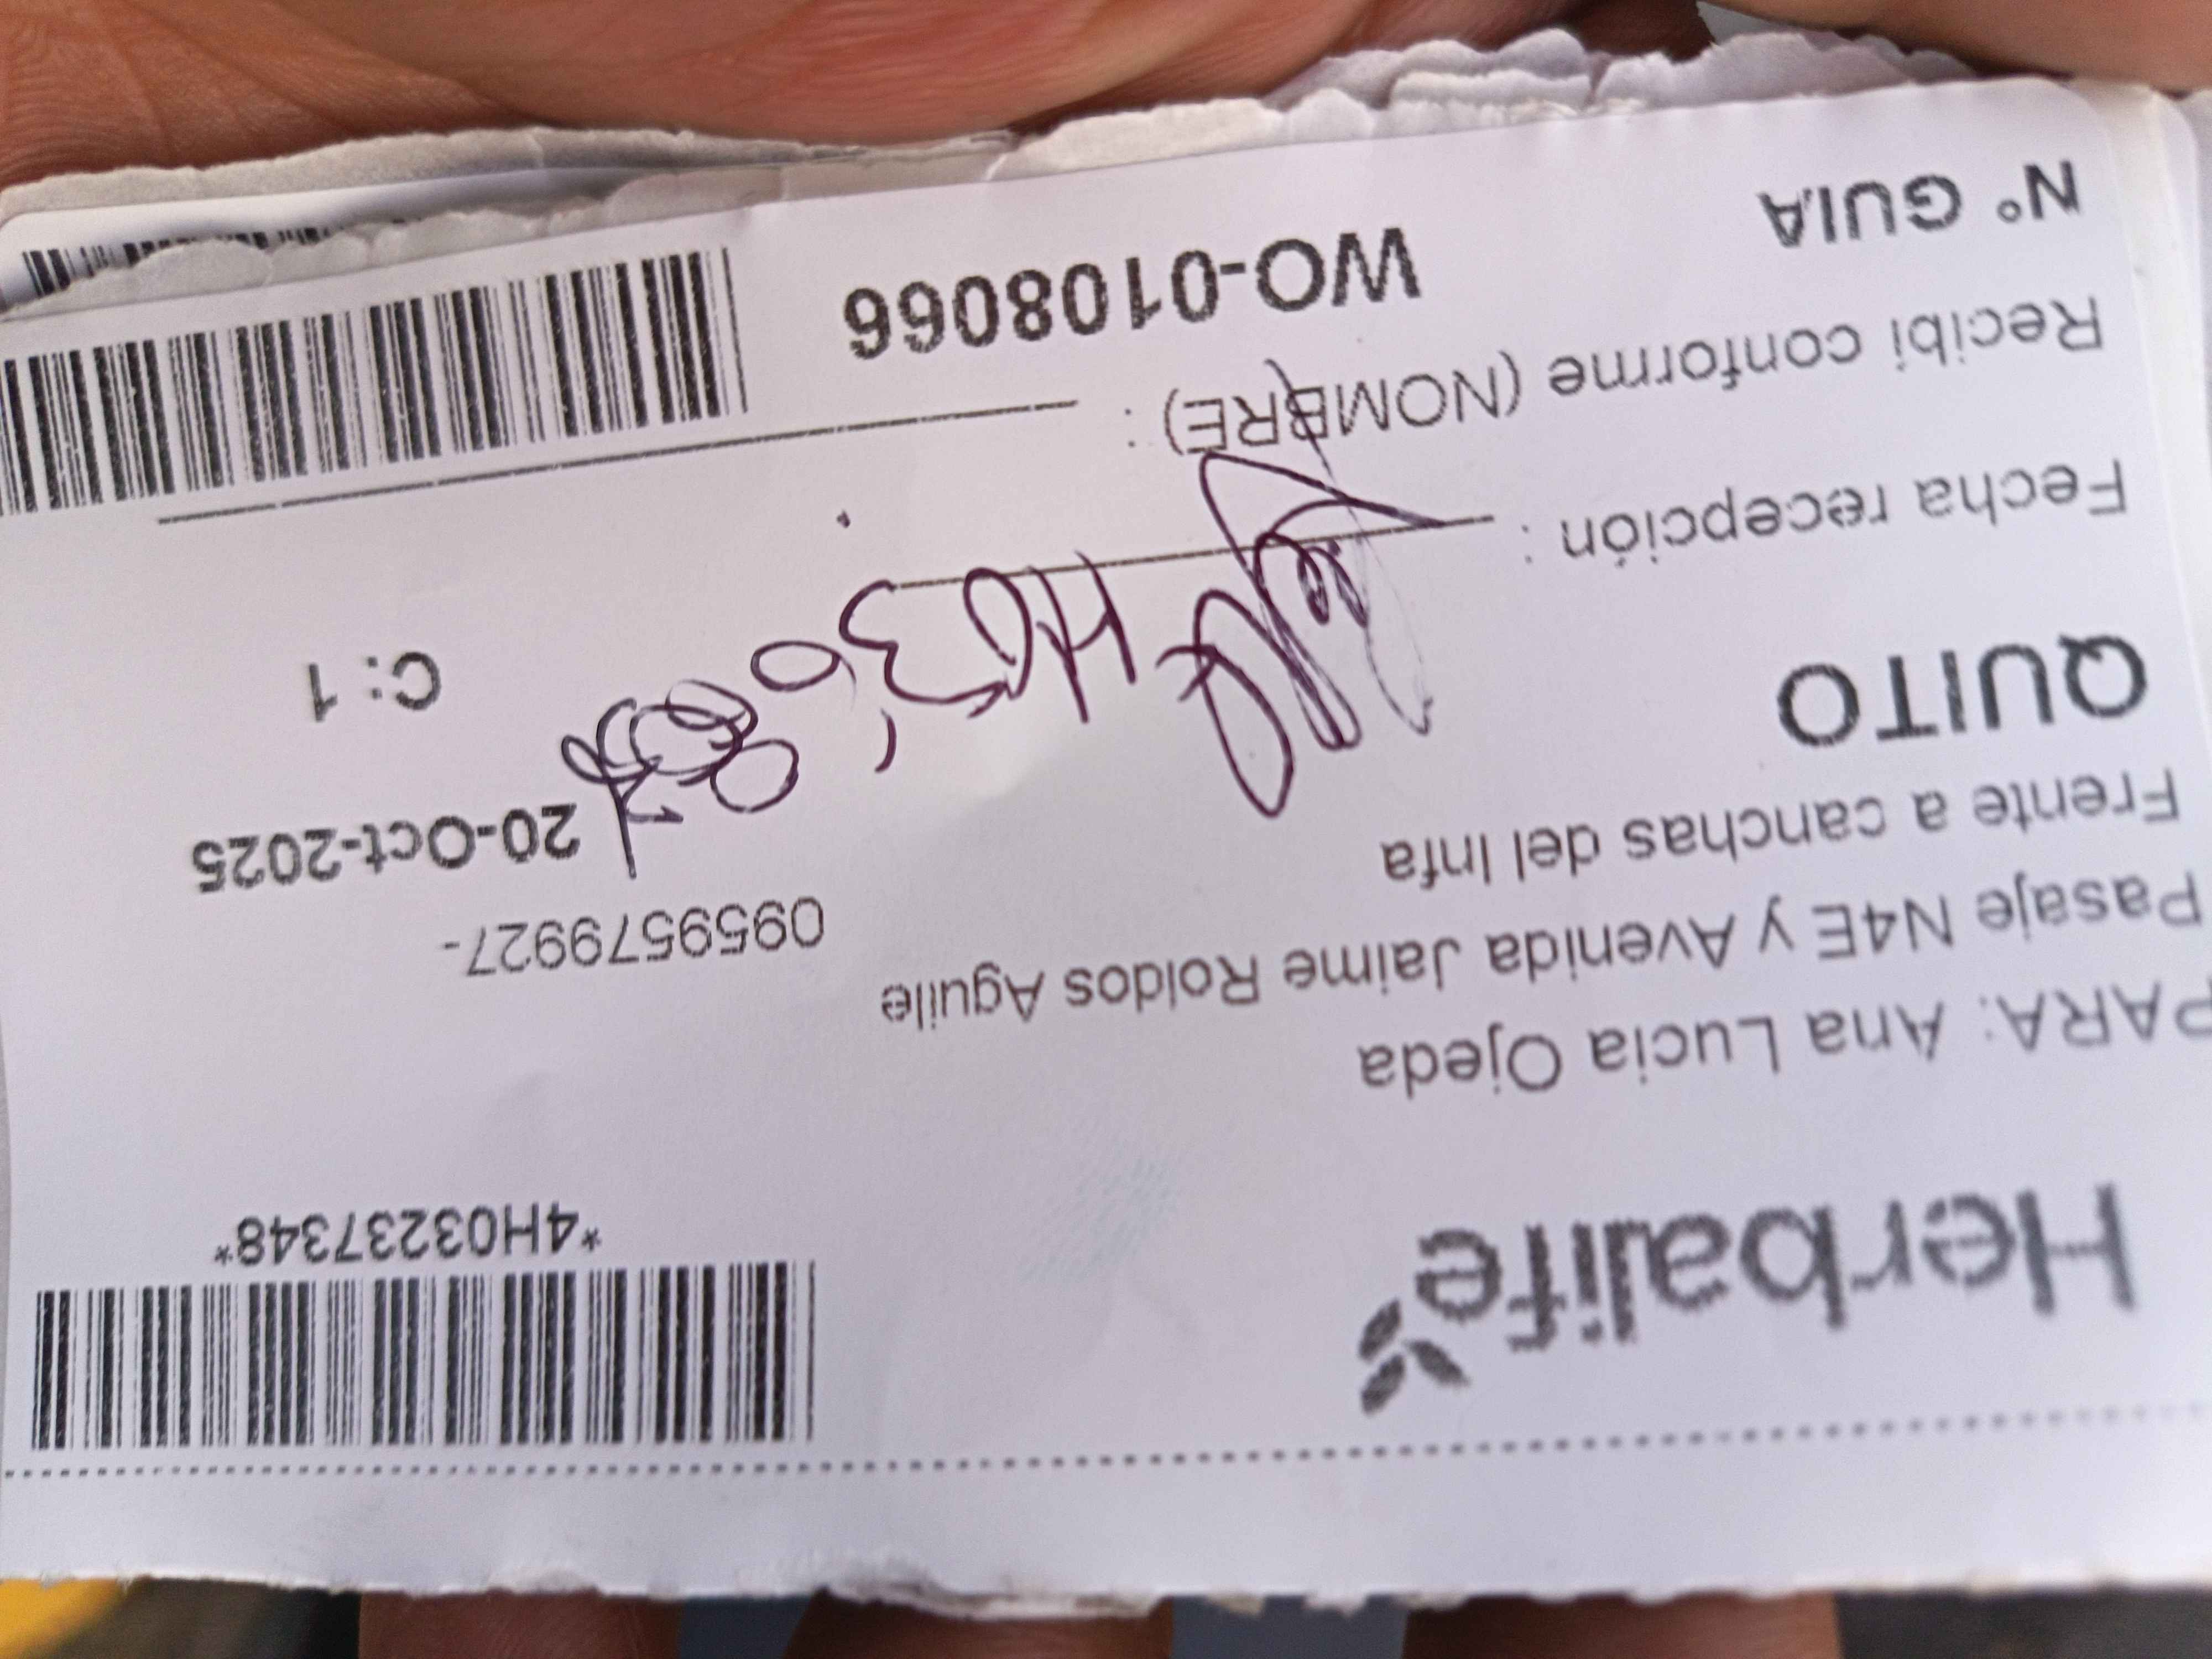 Herbalife
*4H03237348*
PARA: Ana Lucia Ojeda
Pasaje N4E y Avenida Jaime Roldos Aguile
0959579927-
Frente a canchas del Infa
20-Oct-2025
QUITO
C: 1
Fecha recepción :
Recibi conforme (NOMBRE) :
N° GUIA
WO-0108066